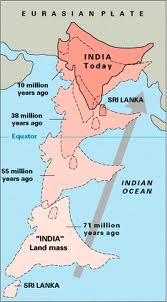 EURASIAN PLATE
INDIA
Today
10 million
years ago
SRI LANKA
38 million
years ago
Equator
55 million
years ago
INDIAN
OCEAN
71 million
years ago
"INDIA"
Land mass
SRI LANKA